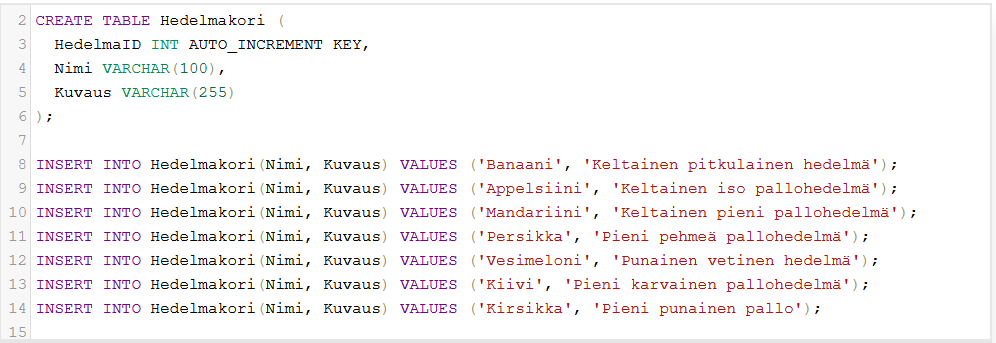 2 CREATE TABLE Hedelmakori (
3 HedelmaID INT AUTO_INCREMENT KEY,
4 Nimi VARCHAR(100),
5 Kuvaus VARCHAR(255)
6 );
7
8 INSERT INTO Hedelmakori(Nimi, Kuvaus) VALUES ('Banaani', 'Keltainen pitkulainen hedelmä');
9 INSERT INTO Hedelmakori(Nimi, Kuvaus) VALUES ('Appelsiini', 'Keltainen iso pallohedelmä');
10 INSERT INTO Hedelmakori(Nimi, Kuvaus) VALUES ('Mandariini', 'Keltainen pieni pallohedelmä');
11 INSERT INTO Hedelmakori(Nimi, Kuvaus) VALUES ('Persikka', 'Pieni pehmeä pallohedelmä');
12 INSERT INTO Hedelmakori(Nimi, Kuvaus) VALUES ('Vesimeloni', 'Punainen vetinen hedelmä');
13 INSERT INTO Hedelmakori(Nimi, Kuvaus) VALUES ('Kiivi', 'Pieni karvainen pallohedelmä');
14 INSERT INTO Hedelmakori(Nimi, Kuvaus) VALUES ('Kirsikka', 'Pieni punainen pallo');
15